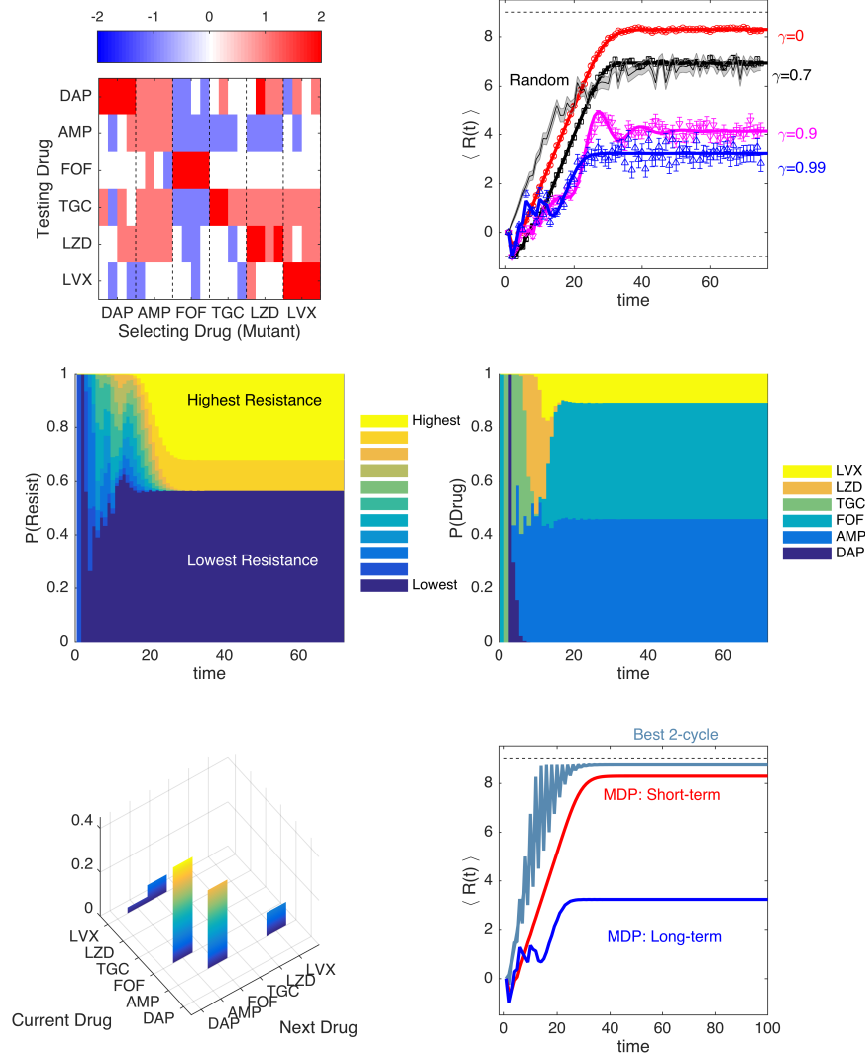 -2 -1 0 1 2
DAP
AMP
FOF
TGC
LZD
LVX
Testing Drug
DAP AMP FOF TGC LZD LVX
Selecting Drug (Mutant)
8
6
4
2
0
⟨ R(t) ⟩
Random
γ=0
γ=0.7
γ=0.9
γ=0.99
0 20 40 60
time
1
0.8
0.6
0.4
0.2
0
P(Resist)
Highest Resistance
Lowest Resistance
0 20 40 60
time
Highest
Lowest
1
0.8
0.6
0.4
0.2
0
P(Drug)
0 20 40 60
time
LVX
LZD
TGC
FOF
AMP
DAP
0.4
0.2
0
LVX
LZD
TGC
FOF
AMP
DAP
Current Drug
DAP
AMP
FOF
TGC
LZD
LVX
Next Drug
Best 2-cycle
8
6
4
2
0
⟨ R(t) ⟩
MDP: Short-term
MDP: Long-term
0 20 40 60 80 100
time